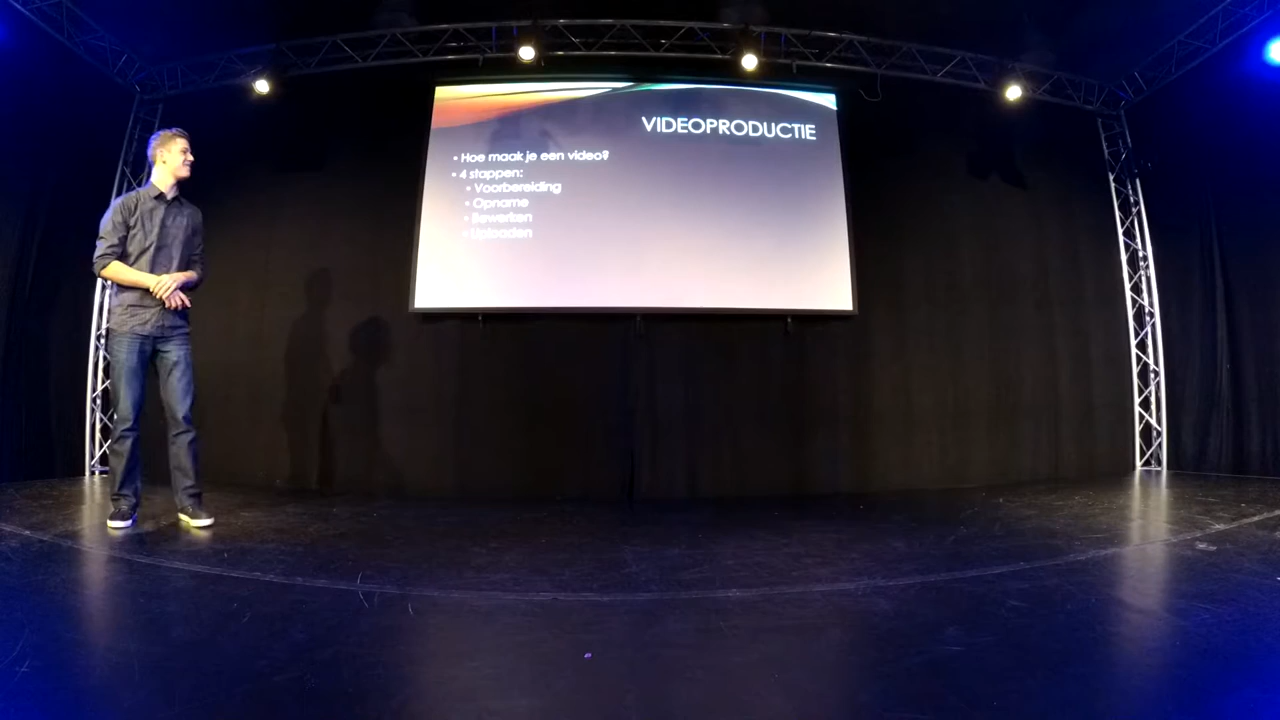 VIDEOPRODUCTIE
• Hoe maak je een video?
• 4 stappen:
• Voorbereiding
• Opname
• Bewerken
• Uploaden